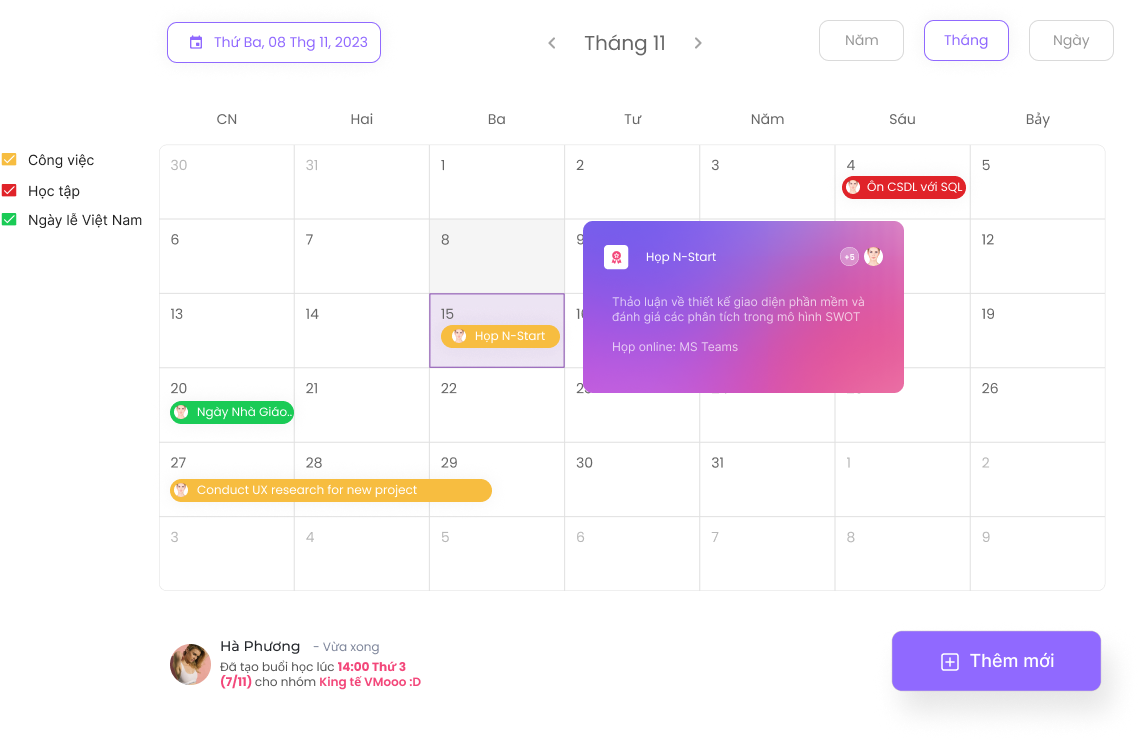 Thứ Ba, 08 Thg 11, 2023
Tháng 11
Năm
Tháng
Ngày
CN Hai Ba Tư Năm Sáu Bảy
Công việc
Học tập
Ngày lễ Việt Nam
30 31 1 2 3 4 5
Ôn CSDL với SQL
6 7 8 9 12
Họp N-Start
+5
Thảo luận về thiết kế giao diện phần mềm và
đánh giá các phân tích trong mô hình SWOT
Họp online: MS Teams
13 14 15 19
Họp N-Start
20 21 22 26
Ngày Nhà Giáo..
27 28 29 30 31 1 2
Conduct UX research for new project
3 4 5 6 7 8 9
Hà Phương - Vừa xong
Đã tạo buổi học lúc 14:00 Thứ 3
(7/11) cho nhóm King tế VMooo :D
Thêm mới